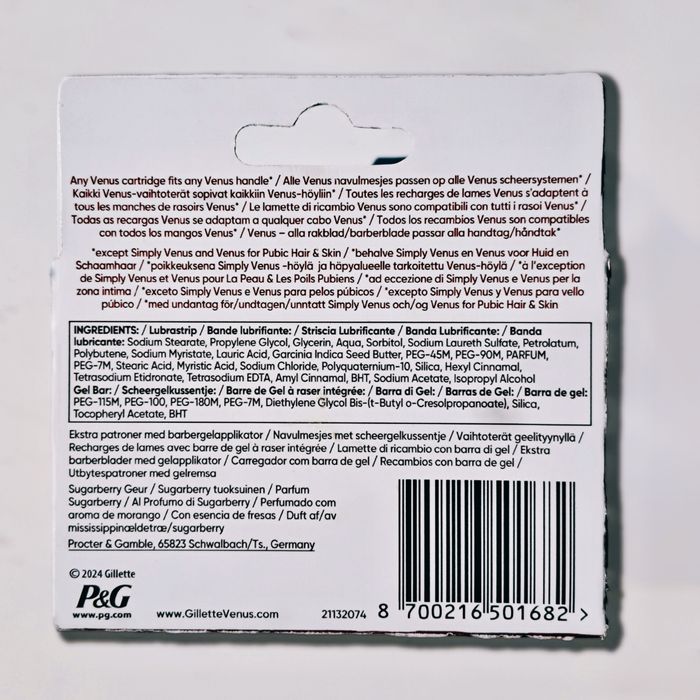 Any Venus cartridge fits any Venus handle* / Alle Venus navulmesjes passen op alle Venus scheersystemen* /
Kaikki Venus-vaihtoterät sopivat kaikkiin Venus-höyliin* / Toutes les recharges de lames Venus s'adaptent à
tous les manches de rasoirs Venus* / Le lamette di ricambio Venus sono compatibili con tutti i rasoi Venus* /
Todas as recargas Venus se adaptam a qualquer cabo Venus* / Todos los recambios Venus son compatibles
con todos los mangos Venus* / Venus – alla rakblad/barberblade passar alla handtag/håndtak*
*except Simply Venus and Venus for Pubic Hair & Skin / *behalve Simply Venus en Venus voor Huid en
Schaamhaar / *poikkeuksena Simply Venus -höylä ja häpyalueelle tarkoitettu Venus-höylä / *à l'exception
de Simply Venus et Venus pour La Peau & Les Poils Pubiens / *ad eccezione di Simply Venus e Venus per la
zona intima / *exceto Simply Venus e Venus para pelos púbicos / *excepto Simply Venus y Venus para vello
púbico / *med undantag för/undtagen/unntatt Simply Venus och/og Venus for Pubic Hair & Skin
INGREDIENTS: / Lubrastrip / Bande lubrifiante: / Striscia Lubrificante / Banda Lubrificante: / Banda
lubricante: Sodium Stearate, Propylene Glycol, Glycerin, Aqua, Sorbitol, Sodium Laureth Sulfate, Petrolatum,
Polybutene, Sodium Myristate, Lauric Acid, Garcinia Indica Seed Butter, PEG-45M, PEG-90M, PARFUM,
PEG-7M, Stearic Acid, Myristic Acid, Sodium Chloride, Polyquaternium-10, Silica, Hexyl Cinnamal,
Tetrasodium Etidronate, Tetrasodium EDTA, Amyl Cinnamal, BHT, Sodium Acetate, Isopropyl Alcohol
Gel Bar: / Scheergelkussentje: / Barre de Gel à raser intégrée: / Barra di Gel: / Barras de Gel: / Barra de gel:
PEG-115M, PEG-100, PEG-180M, PEG-7M, Diethylene Glycol Bis-(t-Butyl o-Cresolpropanoate), Silica,
Tocopheryl Acetate, BHT
Ekstra patroner med barbergelapplikator / Navulmesjes met scheergelkussentje / Vaihtoterät geelityynyllä /
Recharges de lames avec barre de gel à raser intégrée / Lamette di ricambio con barra di gel / Ekstra
barberblader med gelapplikator / Carregador com barra de gel / Recambios con barra de gel /
Utbytespatroner med gelremsa
Sugarberry Geur / Sugarberry tuoksuinen / Parfum
Sugarberry / Al Profumo di Sugarberry / Perfumado com
aroma de morango / Con esencia de fresas / Duft af/av
mississippinældetræ/sugarberry
Procter & Gamble, 65823 Schwalbach/Ts., Germany
© 2024 Gillette
P&G
www.pg.com
www.GilletteVenus.com
21132074
8 700216 501682 >